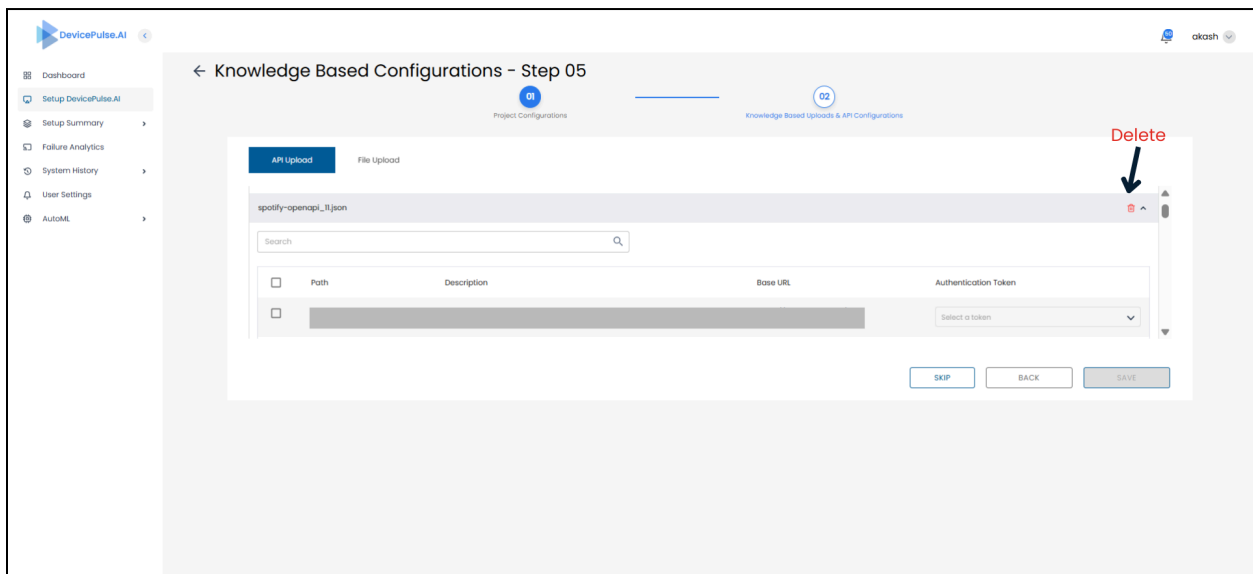 DevicePulse.AI
60
akash
Dashboard
Setup DevicePulse.AI
Setup Summary
Failure Analytics
System History
User Settings
AutoML
Knowledge Based Configurations - Step 05
01
02
Project Configurations
Knowledge Based Uploads & API Configurations
Delete
API Upload
File Upload
spotify-openapi_11.json
Search
Path Description Base URL Authentication Token
Select a token
SKIP
BACK
SAVE